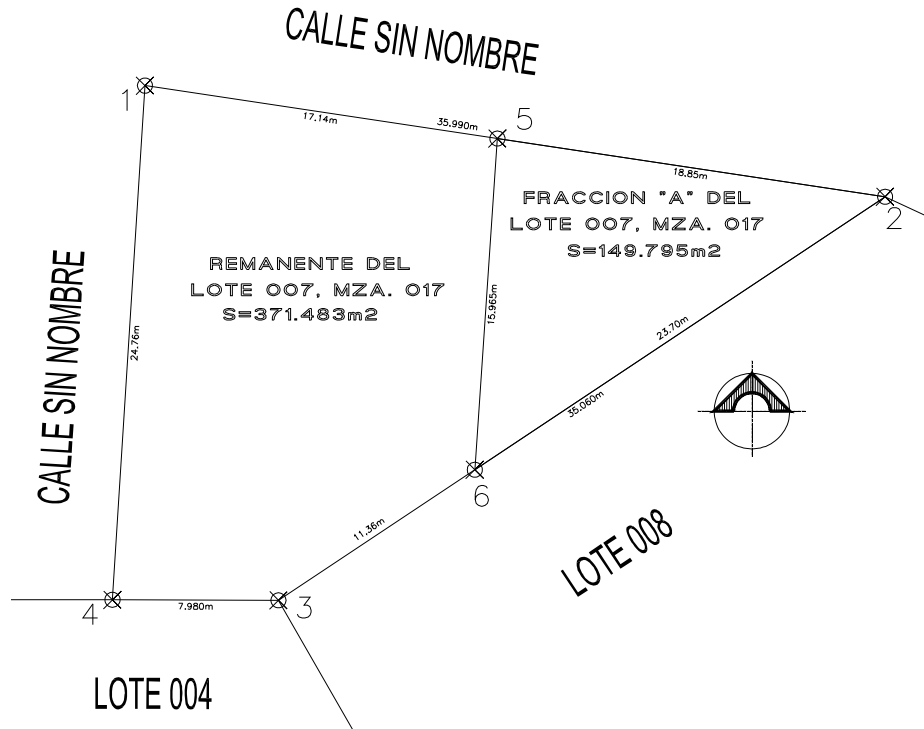 CALLE SIN NOMBRE
1
17.14m
35.990m
5
18.85m
2
FRACCION "A" DEL
LOTE 007, MZA. 017
S=149.795m2
REMANENTE DEL
LOTE 007, MZA. 017
S=371.483m2
CALLE SIN NOMBRE
24.76m
15.965m
23.70m
35.060m
6
11.36m
LOTE 008
4
7.980m
3
LOTE 004